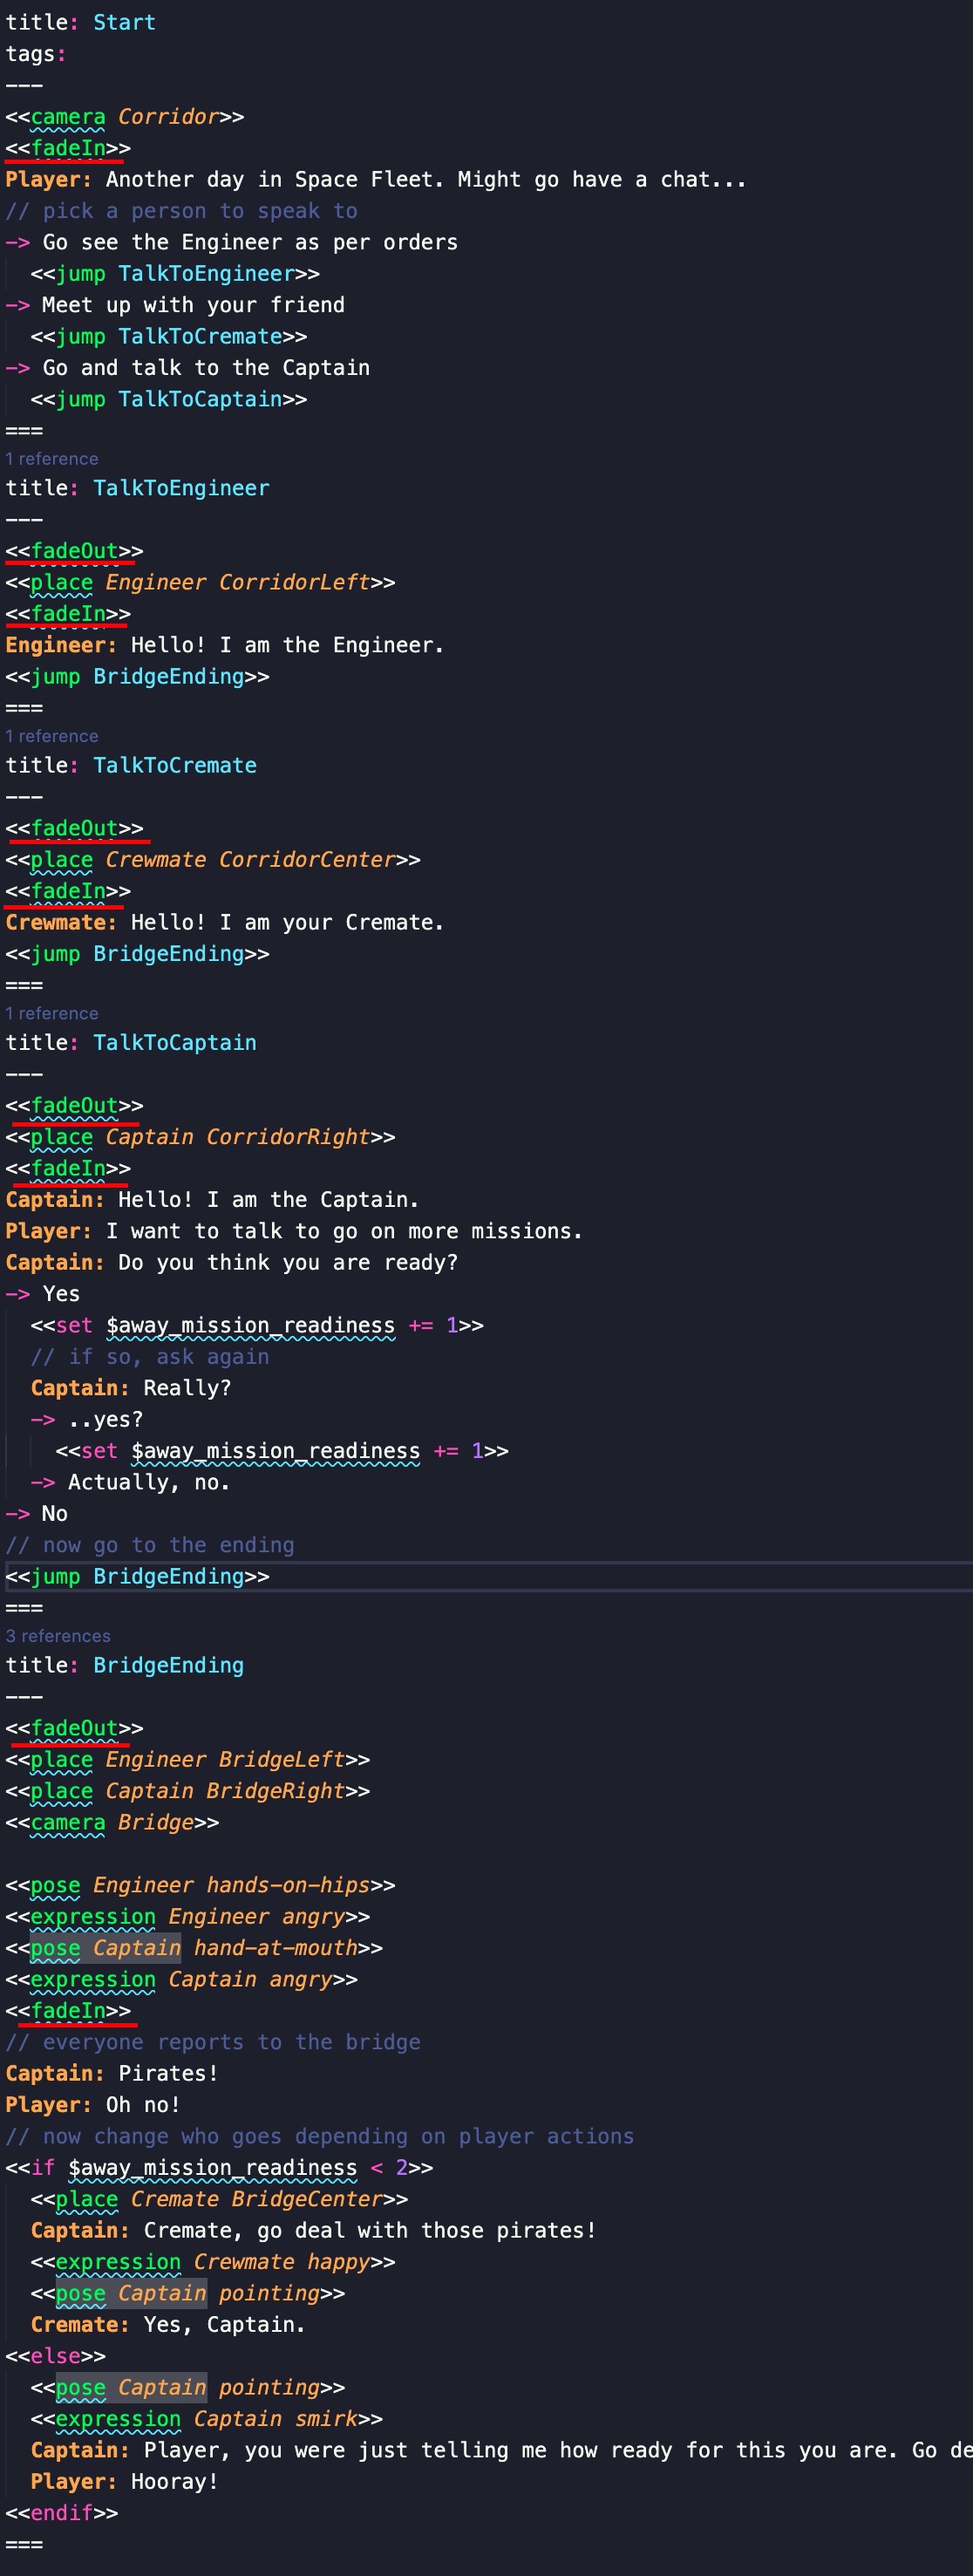 title: Start
tags:
---
<<camera Corridor>>
<<fadeIn>>
Player: Another day in Space Fleet. Might go have a chat...
// pick a person to speak to
-> Go see the Engineer as per orders
<<jump TalkToEngineer>>
-> Meet up with your friend
<<jump TalkToCremate>>
-> Go and talk to the Captain
<<jump TalkToCaptain>>
===
1 reference
title: TalkToEngineer
---
<<fadeOut>>
<<place Engineer CorridorLeft>>
<<fadeIn>>
Engineer: Hello! I am the Engineer.
<<jump BridgeEnding>>
===
1 reference
title: TalkToCremate
---
<<fadeOut>>
<<place Crewmate CorridorCenter>>
<<fadeIn>>
Crewmate: Hello! I am your Cremate.
<<jump BridgeEnding>>
===
1 reference
title: TalkToCaptain
---
<<fadeOut>>
<<place Captain CorridorRight>>
<<fadeIn>>
Captain: Hello! I am the Captain.
Player: I want to talk to go on more missions.
Captain: Do you think you are ready?
-> Yes
<<set $away_mission_readiness += 1>>
// if so, ask again
Captain: Really?
-> ..yes?
<<set $away_mission_readiness += 1>>
-> Actually, no.
-> No
// now go to the ending
<<jump BridgeEnding>>
===
3 references
title: BridgeEnding
---
<<fadeOut>>
<<place Engineer BridgeLeft>>
<<place Captain BridgeRight>>
<<camera Bridge>>
<<pose Engineer hands-on-hips>>
<<expression Engineer angry>>
<<pose Captain hand-at-mouth>>
<<expression Captain angry>>
<<fadeIn>>
// everyone reports to the bridge
Captain: Pirates!
Player: Oh no!
// now change who goes depending on player actions
<<if $away_mission_readiness < 2>>
<<place Cremate BridgeCenter>>
Captain: Cremate, go deal with those pirates!
<<expression Crewmate happy>>
<<pose Captain pointing>>
Cremate: Yes, Captain.
<<else>>
<<pose Captain pointing>>
<<expression Captain smirk>>
Captain: Player, you were just telling me how ready for this you are. Go de
Player: Hooray!
<<endif>>
===